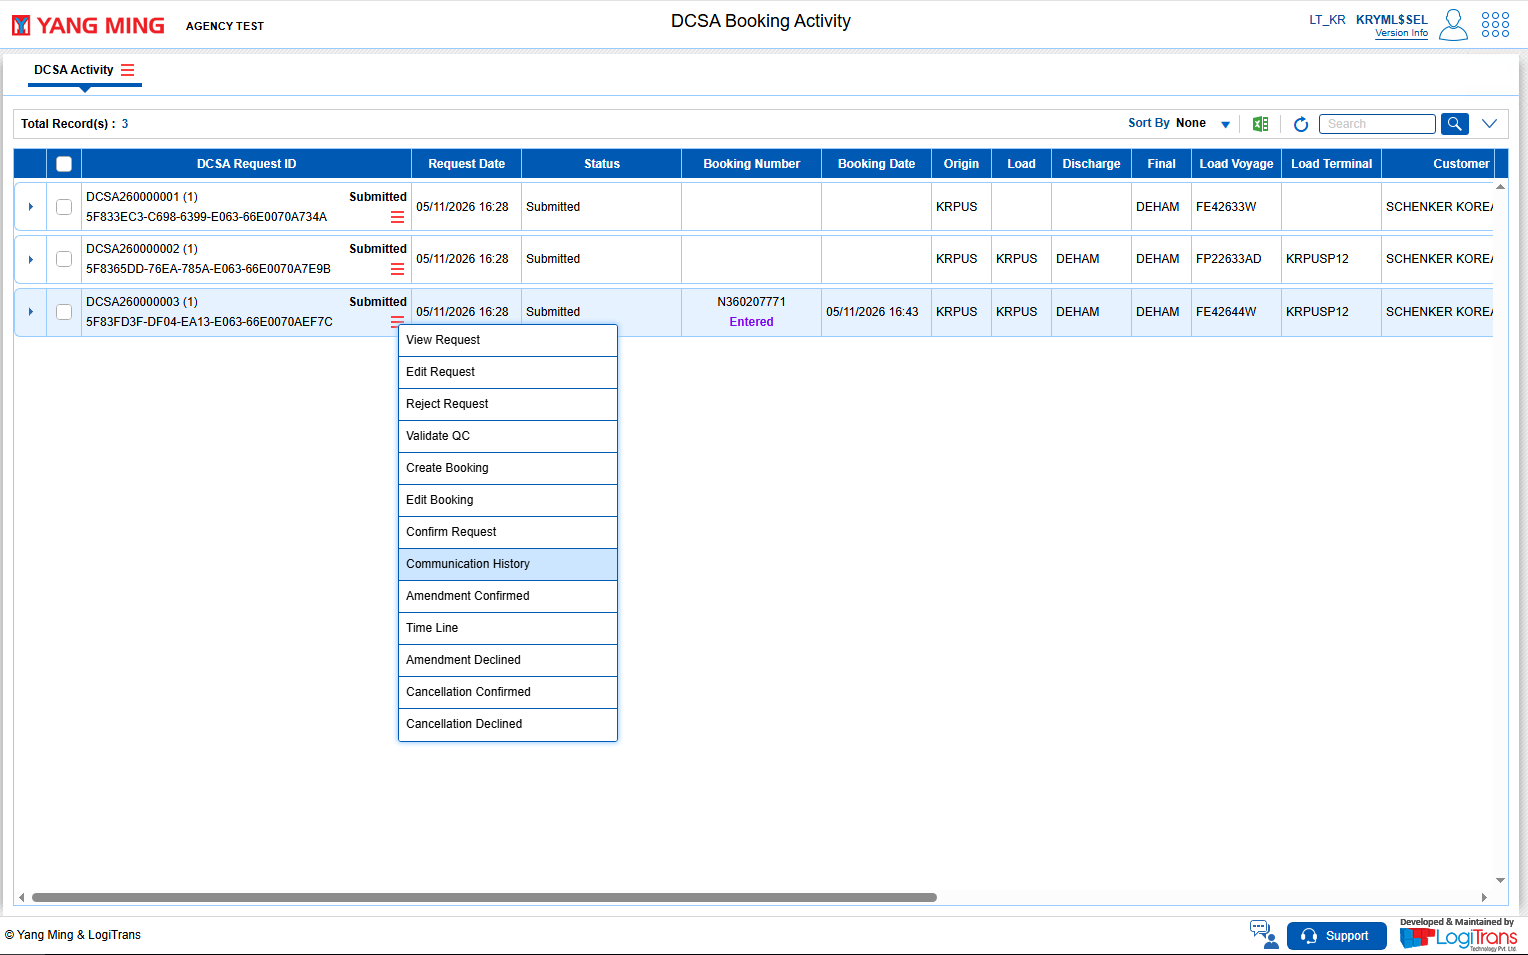 YANG MING
AGENCY TEST
DCSA Booking Activity
LT_KR KRYML$SEL
Version Info
DCSA Activity
Total Record(s) : 3
Sort By None
Search
DCSA Request ID Request Date Status Booking Number Booking Date Origin Load Discharge Final Load Voyage Load Terminal Customer
DCSA260000001 (1) Submitted
5F833EC3-C698-6399-E063-66E0070A734A
05/11/2026 16:28 Submitted KRPUS DEHAM FE42633W SCHENKER KOREA
DCSA260000002 (1) Submitted
5F8365DD-76EA-785A-E063-66E0070A7E9B
05/11/2026 16:28 Submitted KRPUS KRPUS DEHAM DEHAM FP22633AD KRPUSP12 SCHENKER KOREA
DCSA260000003 (1) Submitted
5F83FD3F-DF04-EA13-E063-66E0070AEF7C
05/11/2026 16:28 Submitted
N360207771
Entered
05/11/2026 16:43 KRPUS KRPUS DEHAM DEHAM FE42644W KRPUSP12 SCHENKER KOREA
View Request
Edit Request
Reject Request
Validate QC
Create Booking
Edit Booking
Confirm Request
Communication History
Amendment Confirmed
Time Line
Amendment Declined
Cancellation Confirmed
Cancellation Declined
© Yang Ming & LogiTrans
Support
Developed & Maintained by
LogiTrans
Technology Pvt. Ltd.